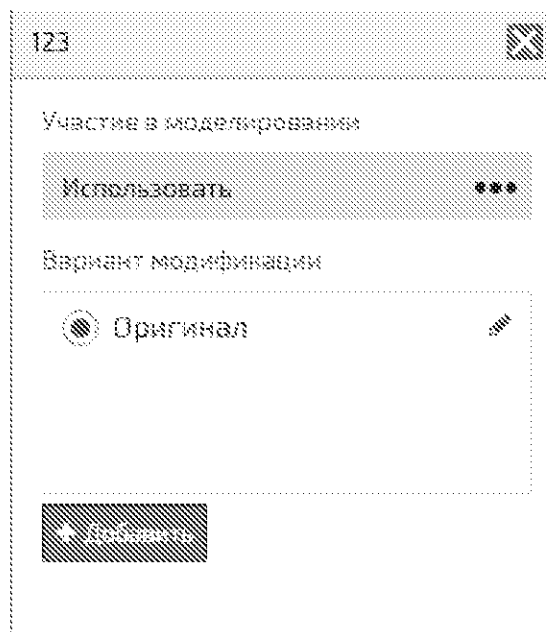 123
Участие в моделировании
Использовать
Вариант модификации
Оригинал
+ Добавить